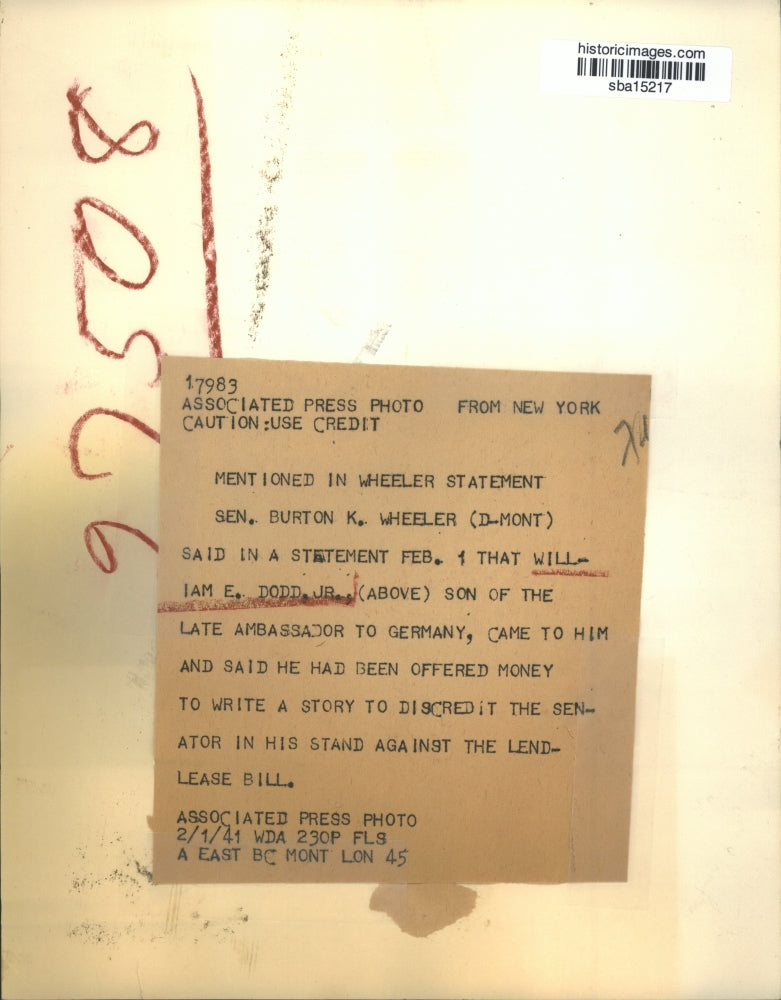 historicimages.com
sba15217
97508
17983
ASSOCIATED PRESS PHOTO FROM NEW YORK
CAUTION:USE CREDIT
MENTIONED IN WHEELER STATEMENT
SEN. BURTON K. WHEELER (D-MONT)
SAID IN A STATEMENT FEB. 1 THAT WILL-
IAM E. DODD, JR., (ABOVE) SON OF THE
LATE AMBASSADOR TO GERMANY, CAME TO HIM
AND SAID HE HAD BEEN OFFERED MONEY
TO WRITE A STORY TO DISCREDIT THE SEN-
ATOR IN HIS STAND AGAINST THE LEND-
LEASE BILL.
ASSOCIATED PRESS PHOTO
2/1/41 WDA 230P FLS
A EAST BC MONT LON 45